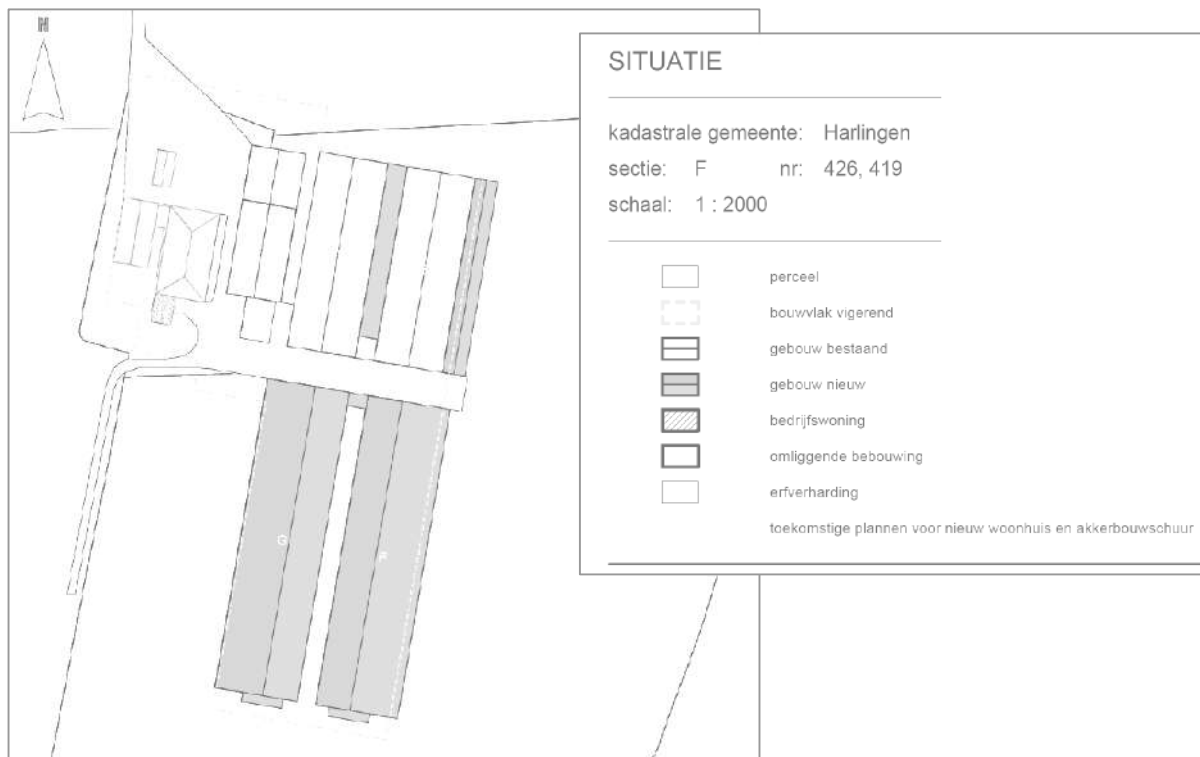 N
G
F
SITUATIE
kadastrale gemeente: Harlingen
sectie: F nr: 426, 419
schaal: 1 : 2000
perceel
bouwvlak vigerend
gebouw bestaand
gebouw nieuw
bedrijfswoning
omliggende bebouwing
erfverharding
toekomstige plannen voor nieuw woonhuis en akkerbouwschuur